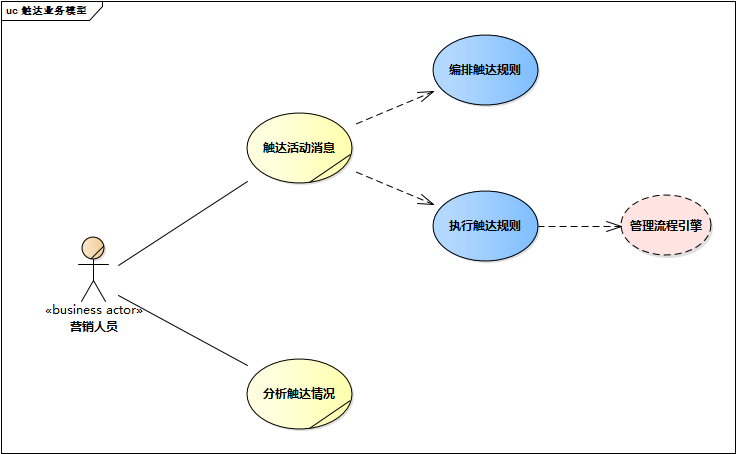 uc 触达业务模型
编排触达规则
触达活动消息
执行触达规则
管理流程引擎
«business actor»
营销人员
分析触达情况